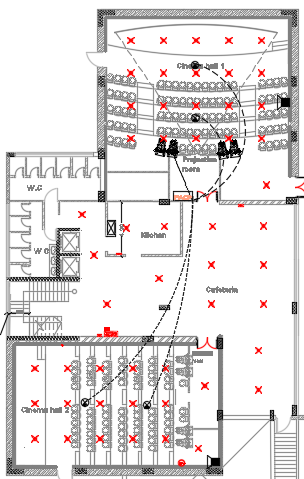 Cinema hall 1
Projection
room
W.C
Kitchen
W C
Cafeteria
Cinema hall 2